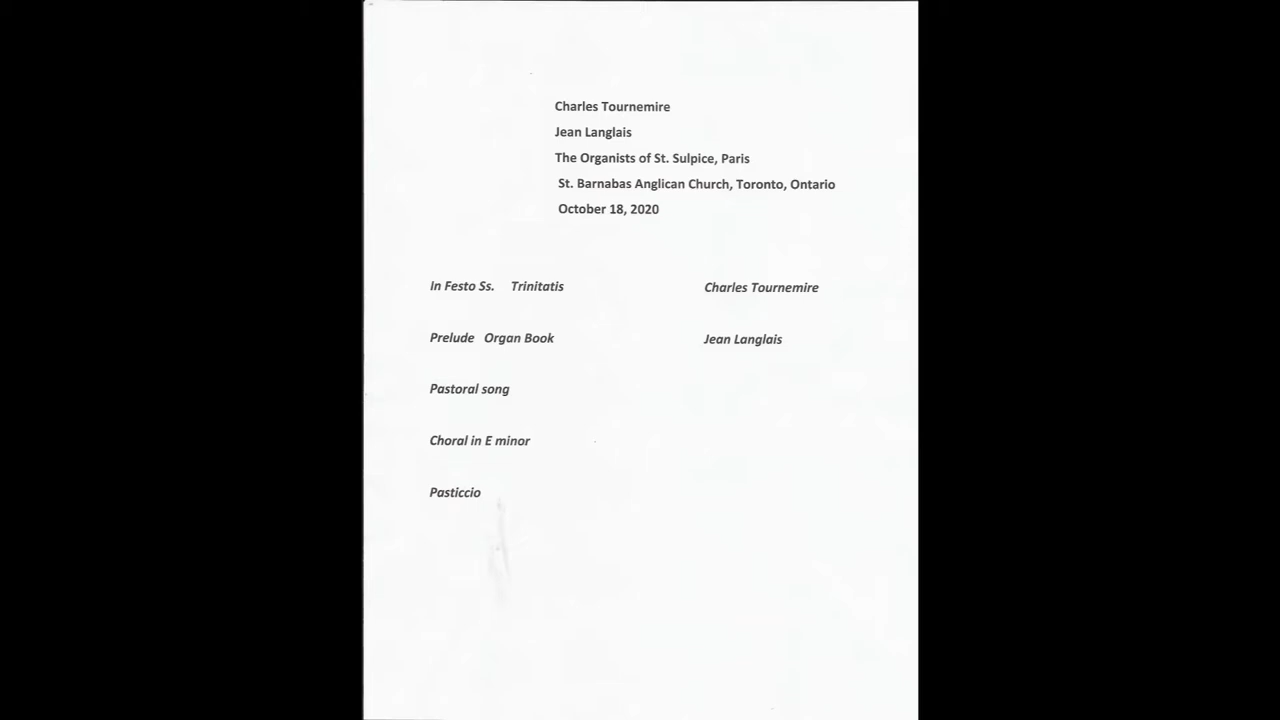 Charles Tournemire
Jean Langlais
The Organists of St. Sulpice, Paris
St. Barnabas Anglican Church, Toronto, Ontario
October 18, 2020
In Festo Ss. Trinitatis Charles Tournemire
Prelude Organ Book Jean Langlais
Pastoral song
Choral in E minor
Pasticcio